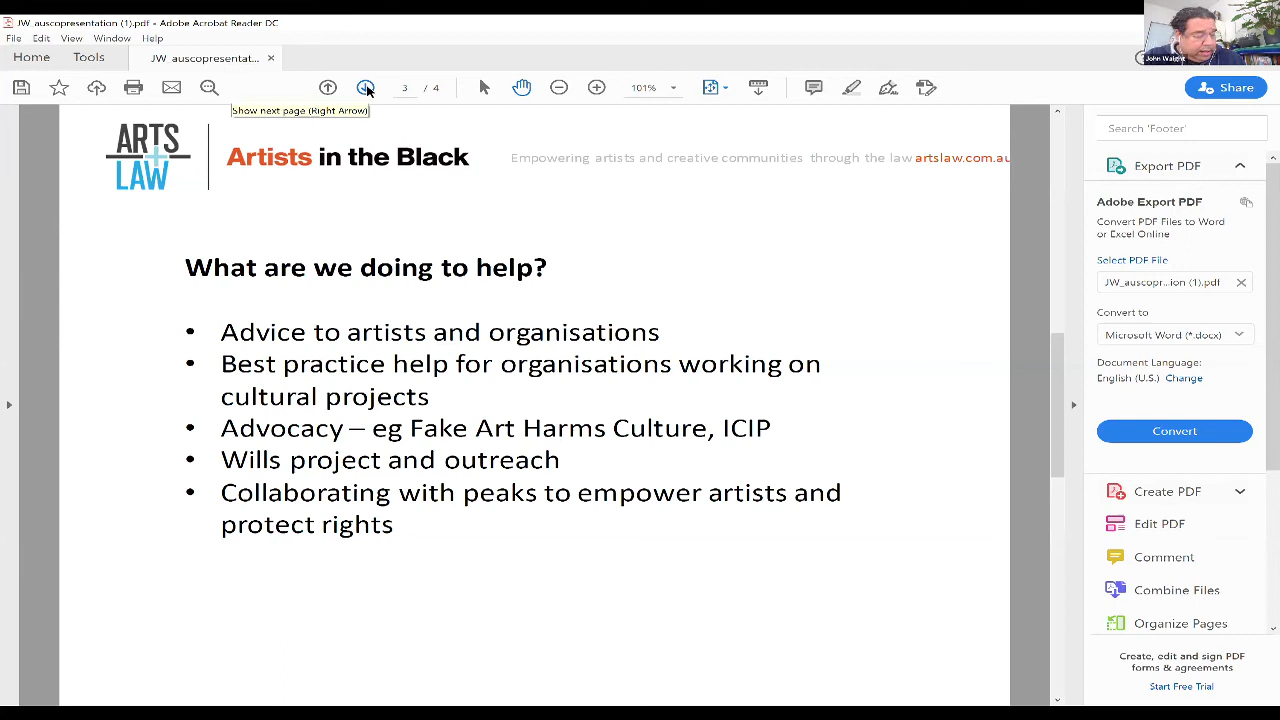 JW_auscopresentation (1).pdf - Adobe Acrobat Reader DC
File Edit View Window Help
Home Tools JW_auscopresentat... ×
3 / 4 101% Share
Show next page (Right Arrow)
John Waight
ARTS
+
LAW
Artists in the Black
Empowering artists and creative communities through the law artslaw.com.au
What are we doing to help?
• Advice to artists and organisations
• Best practice help for organisations working on
cultural projects
• Advocacy – eg Fake Art Harms Culture, ICIP
• Wills project and outreach
• Collaborating with peaks to empower artists and
protect rights
Search 'Footer'
Export PDF
Adobe Export PDF
Convert PDF Files to Word
or Excel Online
Select PDF File
JW_auscopr...ion (1).pdf ×
Convert to
Microsoft Word (*.docx)
Document Language:
English (U.S.) Change
Convert
Create PDF
Edit PDF
Comment
Combine Files
Organize Pages
Create, edit and sign PDF
forms & agreements
Start Free Trial